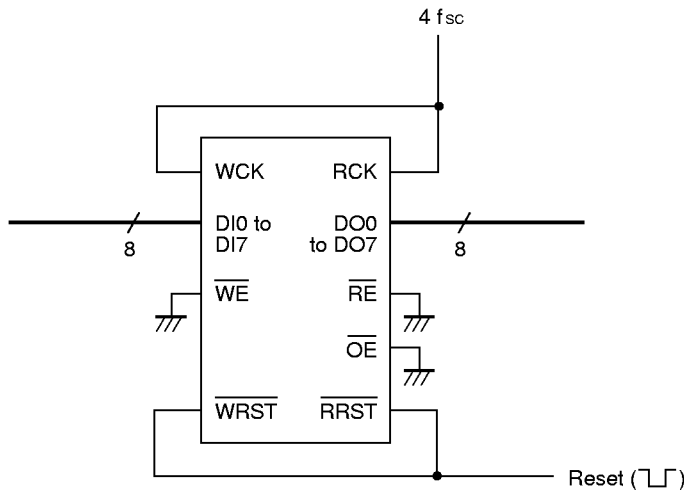 4 fsc
WCK
RCK
DI0 to
DI7
DO0
to DO7
8
8
WE
RE
OE
WRST
RRST
Reset ( )